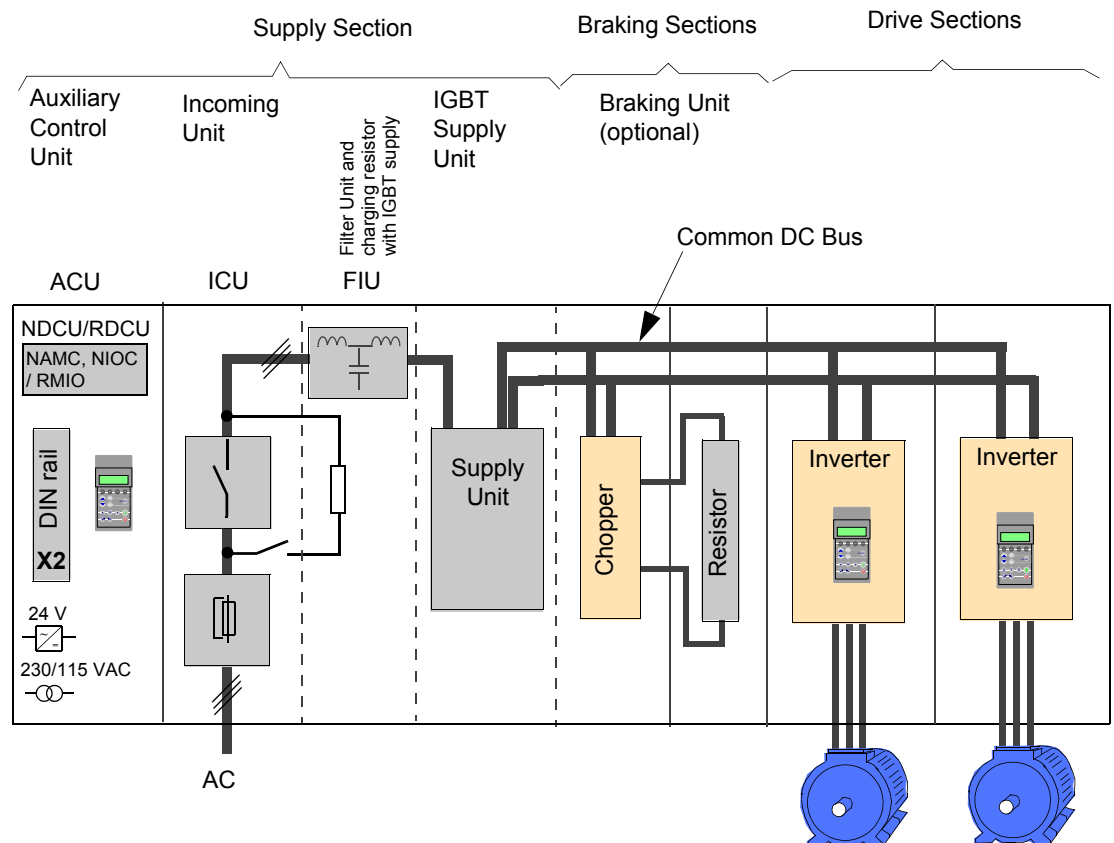 Supply Section
Braking Sections
Drive Sections
Auxiliary
Control
Unit
Incoming
Unit
Filter Unit and
charging resistor
with IGBT supply
IGBT
Supply
Unit
Braking Unit
(optional)
Common DC Bus
ACU
ICU
FIU
NDCU/RDCU
NAMC, NIOC
/ RMIO
DIN rail
X2
24 V
230/115 VAC
Supply
Unit
Chopper
Resistor
Inverter
Inverter
AC